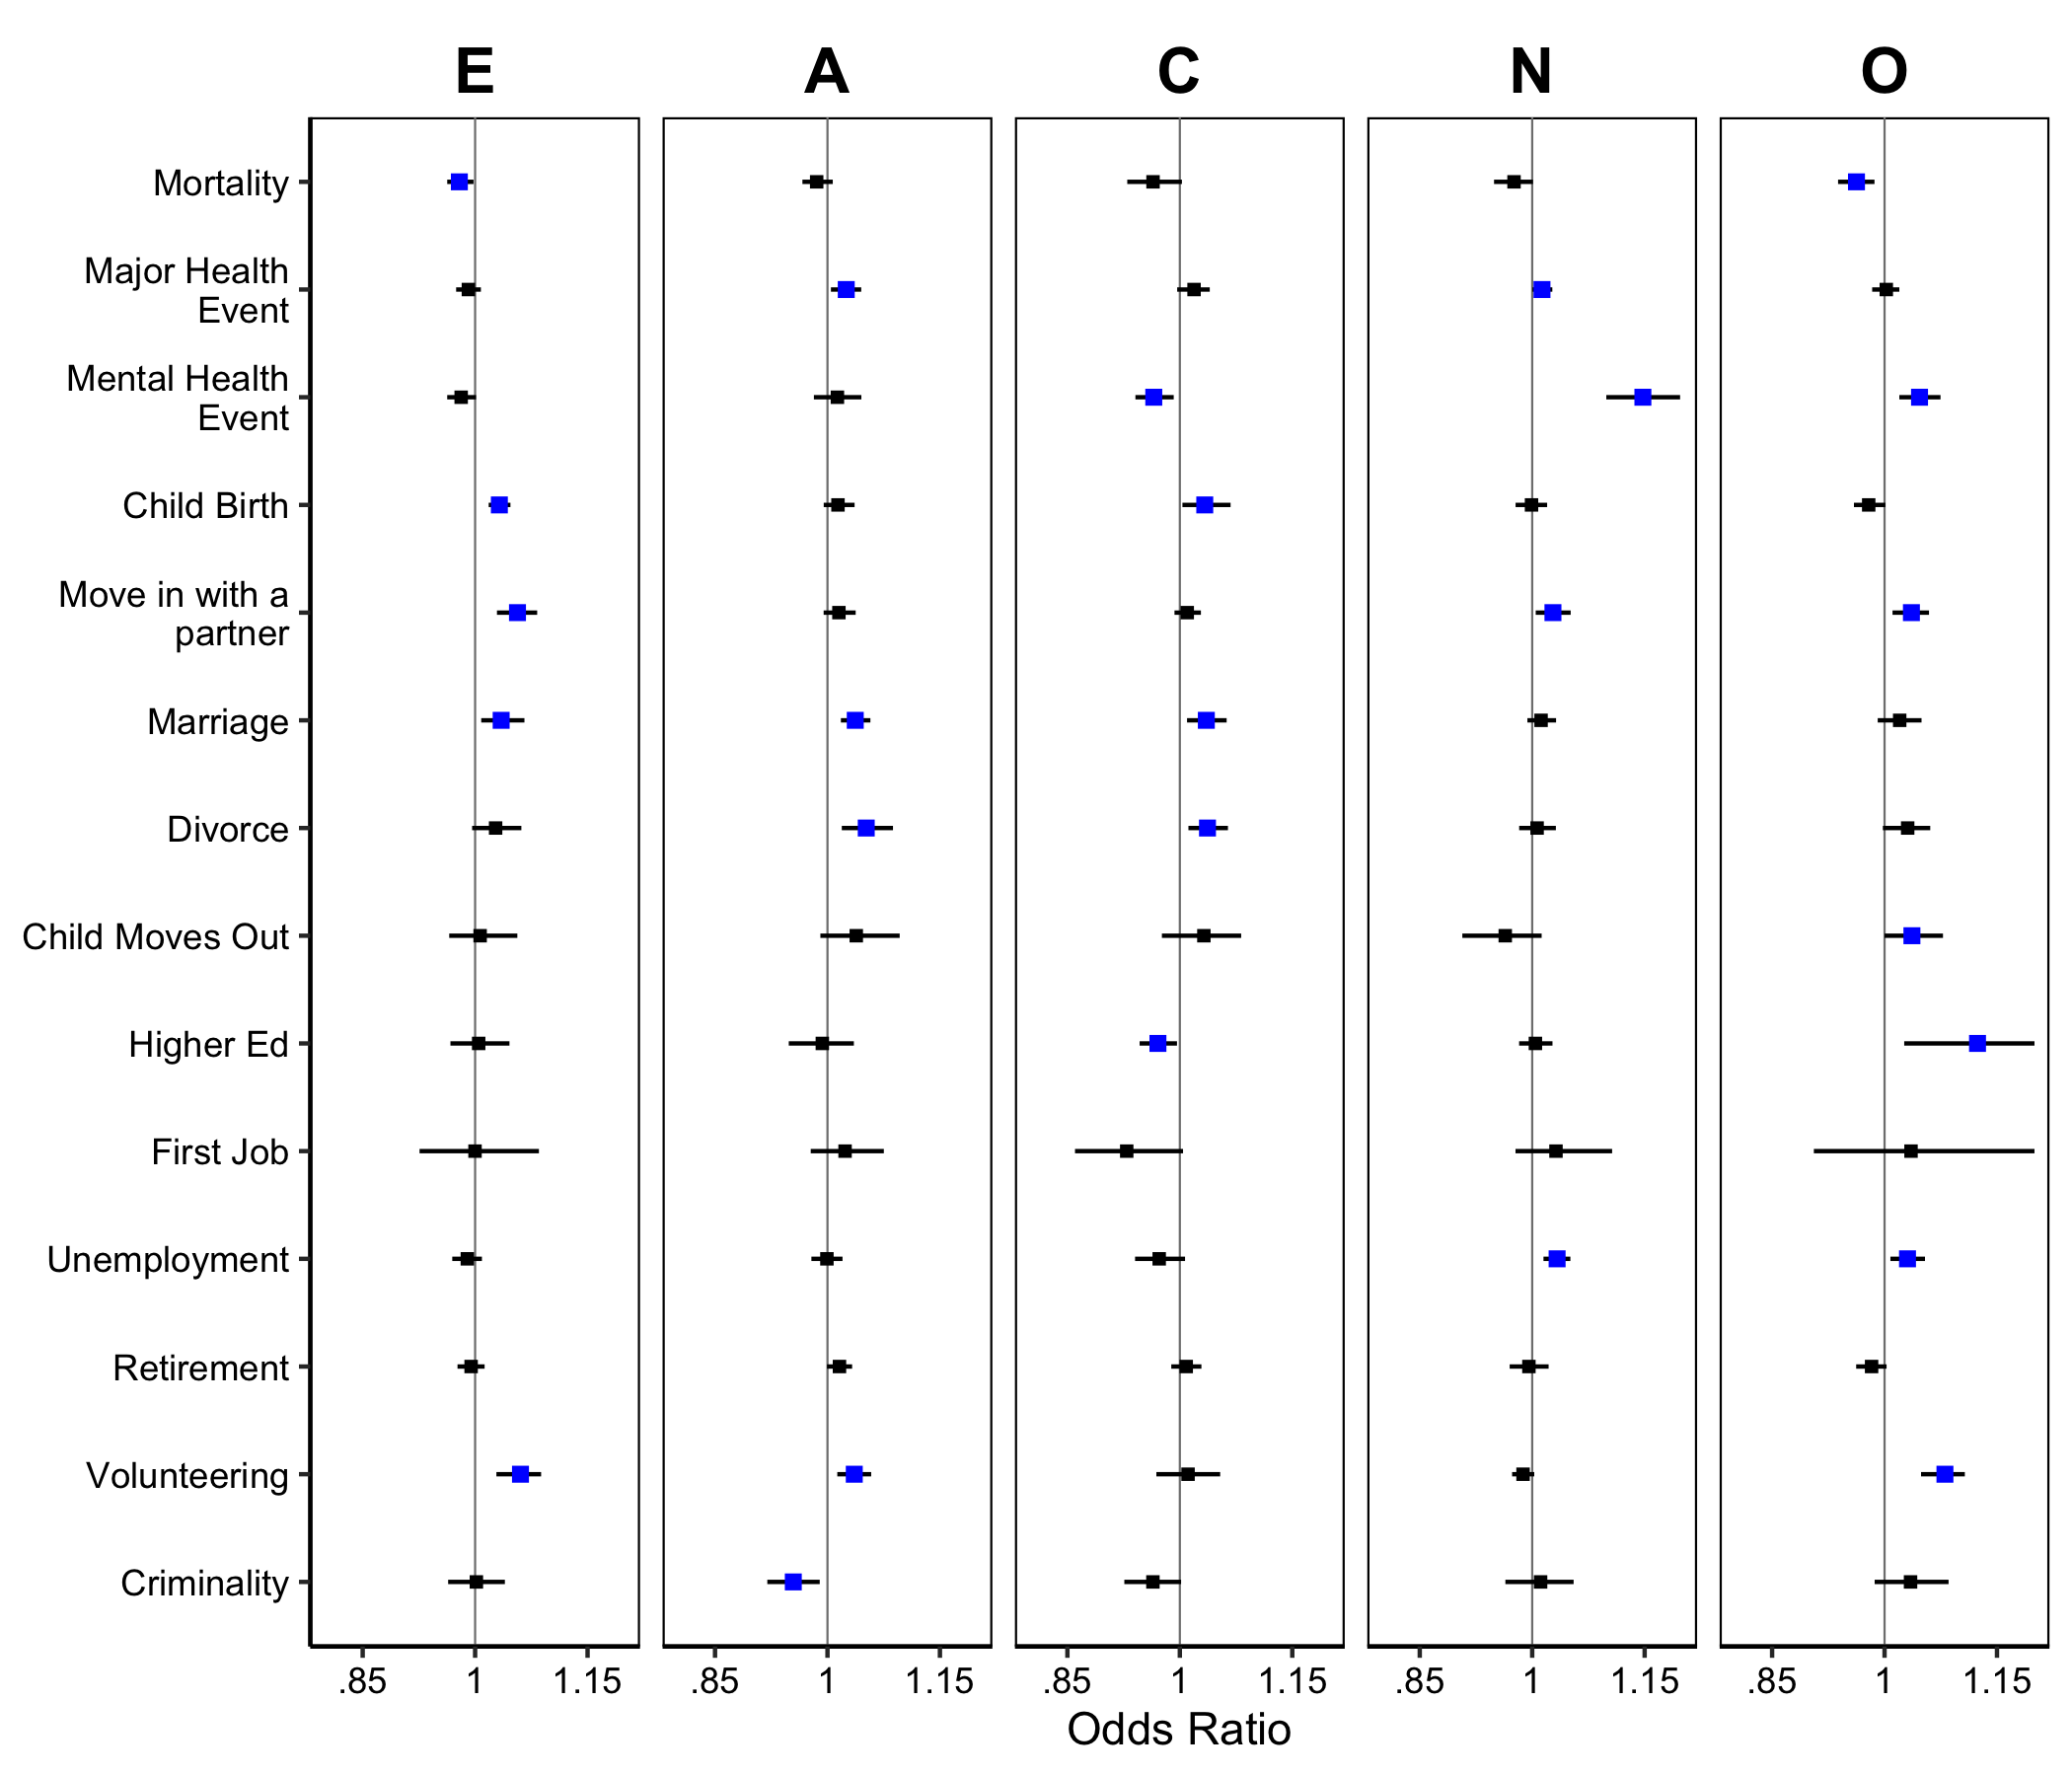 E A C N O
Mortality
Major Health
Event
Mental Health
Event
Child Birth
Move in with a
partner
Marriage
Divorce
Child Moves Out
Higher Ed
First Job
Unemployment
Retirement
Volunteering
Criminality
.85 1 1.15 .85 1 1.15 .85 1 1.15 .85 1 1.15 .85 1 1.15
Odds Ratio